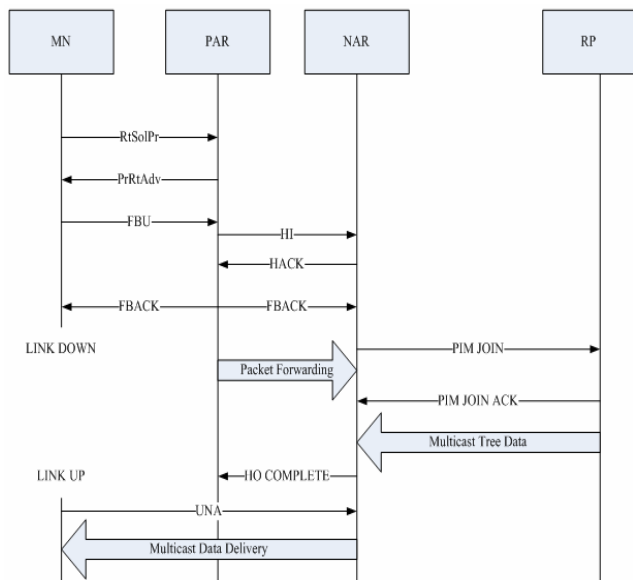 MN
PAR
NAR
RP
RtSolPr
PrRtAdv
FBU
HI
HACK
FBACK
FBACK
LINK DOWN
PIM JOIN
Packet Forwarding
PIM JOIN ACK
Multicast Tree Data
LINK UP
HO COMPLETE
UNA
Multicast Data Delivery